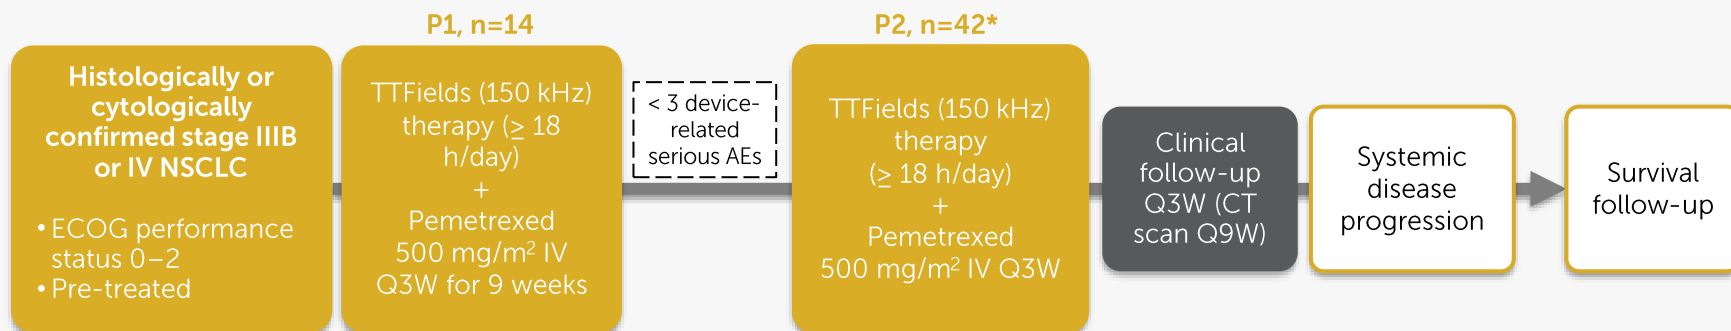 P1, n=14
P2, n=42*
Histologically or
cytologically
confirmed stage IIIB
or IV NSCLC
• ECOG performance
status 0–2
• Pre-treated
TTFields (150 kHz)
therapy (≥ 18
h/day)
+
Pemetrexed
500 mg/m² IV
Q3W for 9 weeks
< 3 device-
related
serious AEs
TTFields (150 kHz)
therapy
(≥ 18 h/day)
+
Pemetrexed
500 mg/m² IV Q3W
Clinical
follow-up
Q3W (CT
scan Q9W)
Systemic
disease
progression
Survival
follow-up